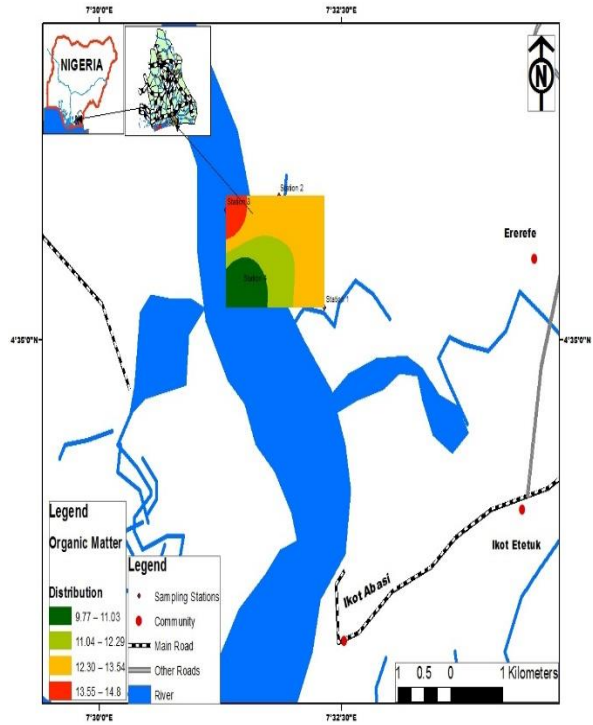 7°30'0"E
7°32'30"E
NIGERIA
N
Station 2
Station 3
Ererefe
Station
Station 1
4°35'0"N
4°35'0"N
Legend
Organic Matter
Distribution
9.77 – 11.03
11.04 – 12.29
12.30 – 13.54
13.55 – 14.8
Legend
Sampling Stations
Community
Main Road
Other Roads
River
Ikot Etetuk
Ikot Abasi
1 0.5 0 1 Kilometers
7°30'0"E
7°32'30"E